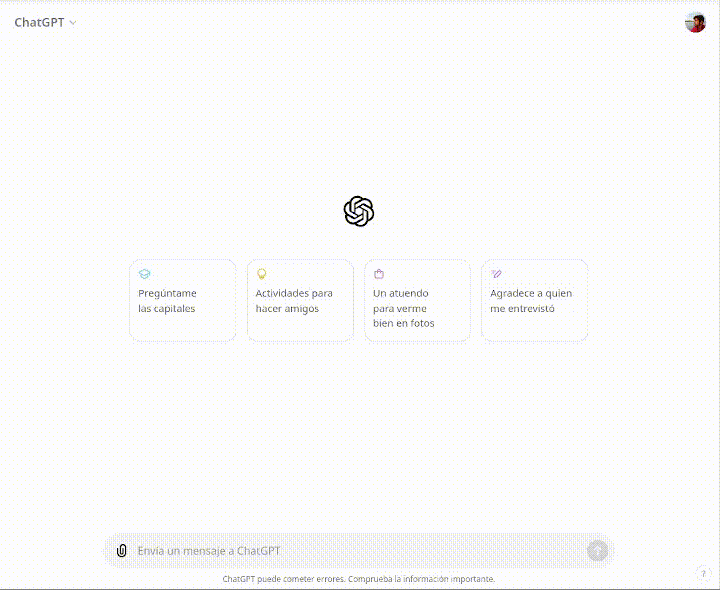 ChatGPT
Pregúntame
las capitales
Actividades para
hacer amigos
Un atuendo
para verme
bien en fotos
Agradece a quien
me entrevistó
Envía un mensaje a ChatGPT
ChatGPT puede cometer errores. Comprueba la información importante.
?